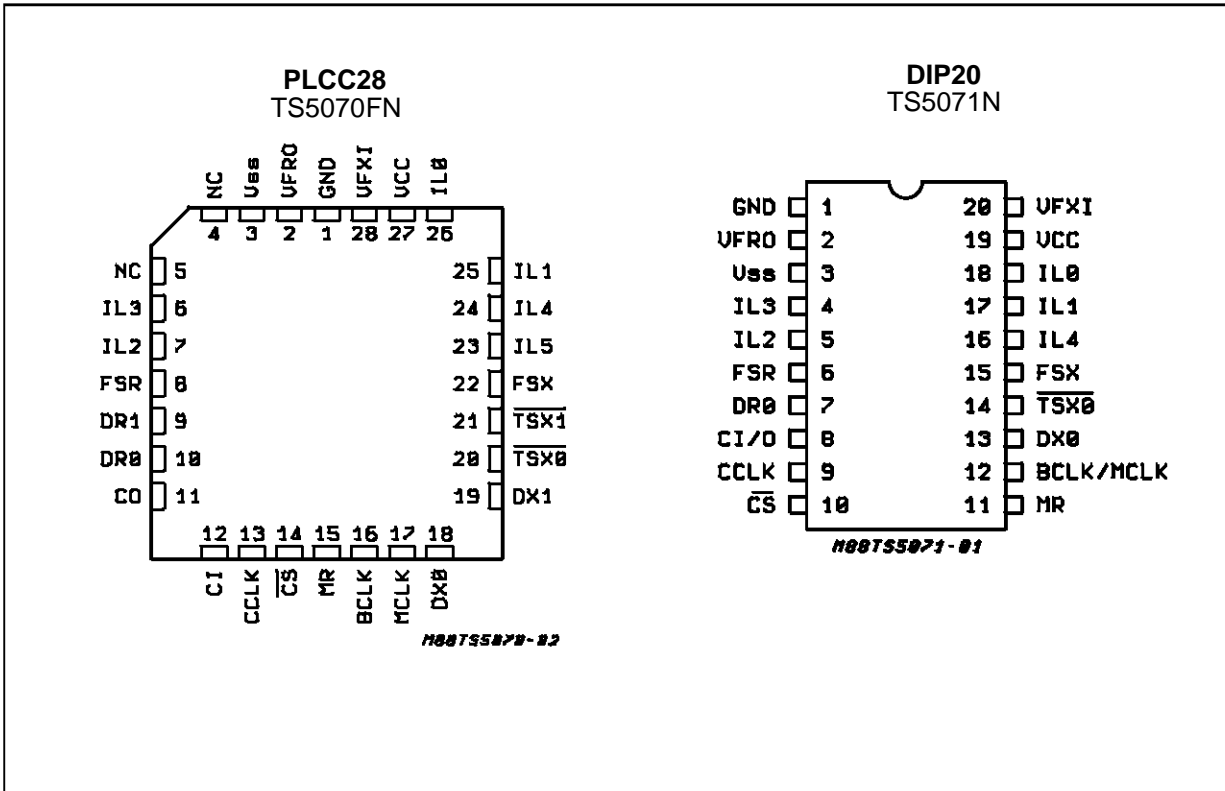 PLCC28
TS5070FN
NC Vss VFRO GND VFXI VCC IL0
4 3 2 1 28 27 26
NC 5 25 IL1
IL3 6 24 IL4
IL2 7 23 IL5
FSR 8 22 FSX
DR1 9 21 TSX1
DR0 10 20 TSX0
CO 11 19 DX1
12 13 14 15 16 17 18
CI CCLK CS MR BCLK MCLK DX0
M88TS5070-02
DIP20
TS5071N
GND 1 20 VFXI
VFRO 2 19 VCC
Vss 3 18 IL0
IL3 4 17 IL1
IL2 5 16 IL4
FSR 6 15 FSX
DR0 7 14 TSX0
CI/O 8 13 DX0
CCLK 9 12 BCLK/MCLK
CS 10 11 MR
M88TS5071-01